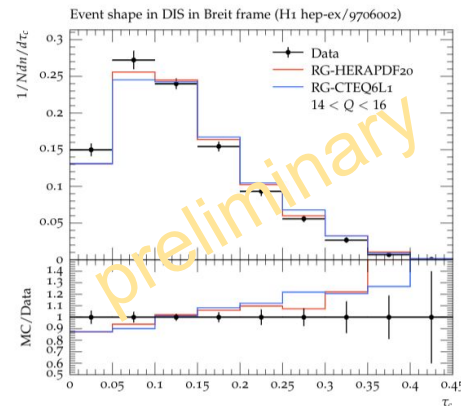 Event shape in DIS in Breit frame (H1 hep-ex/9706002)
1/Ndn/dτc
0.3
0.25
0.2
0.15
0.1
0.05
0
Data
RG-HERAPDF20
RG-CTEQ6L1
14 < Q < 16
preliminary
MC/Data
1.4
1.3
1.2
1.1
1.0
0.9
0.8
0.7
0.6
0.5
0 0.05 0.1 0.15 0.2 0.25 0.3 0.35 0.4 0.45
τc